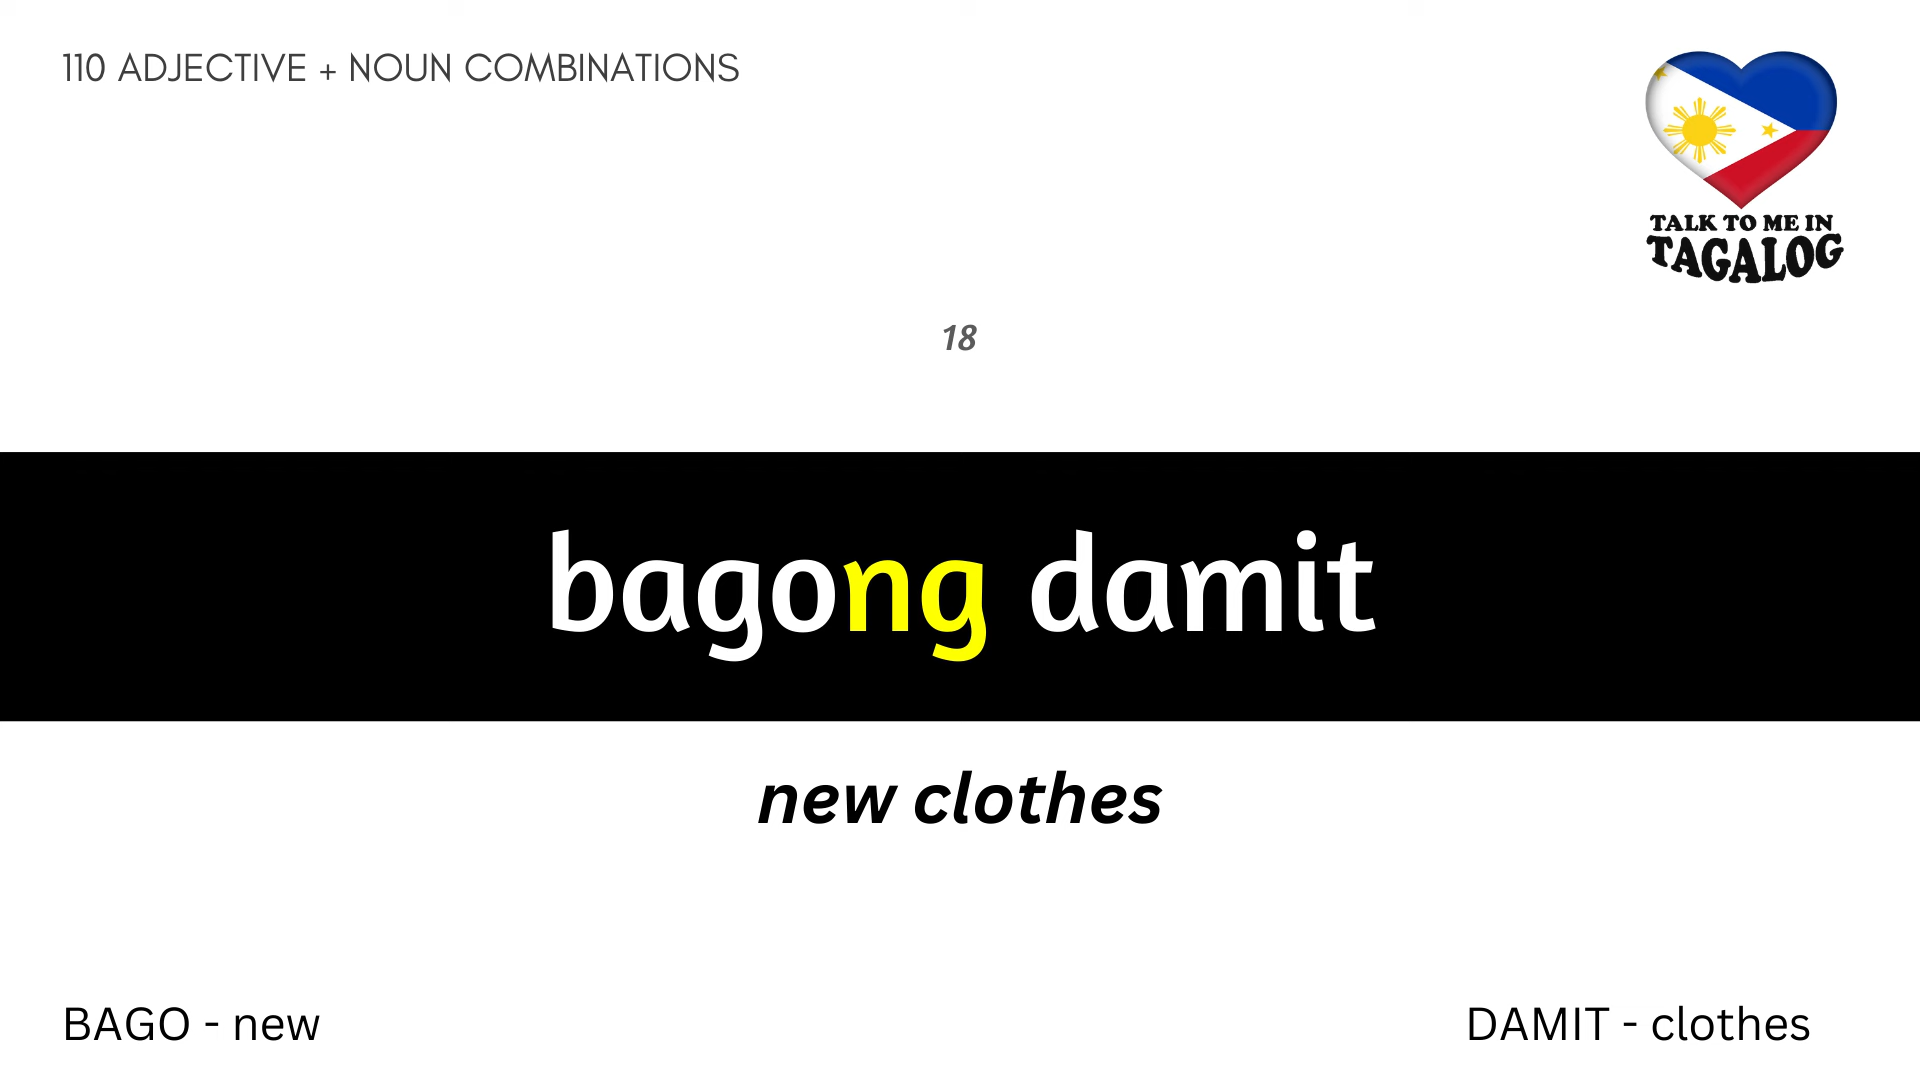 110 ADJECTIVE + NOUN COMBINATIONS
TALK TO ME IN
TAGALOG
18
bagong damit
new clothes
BAGO - new
DAMIT - clothes